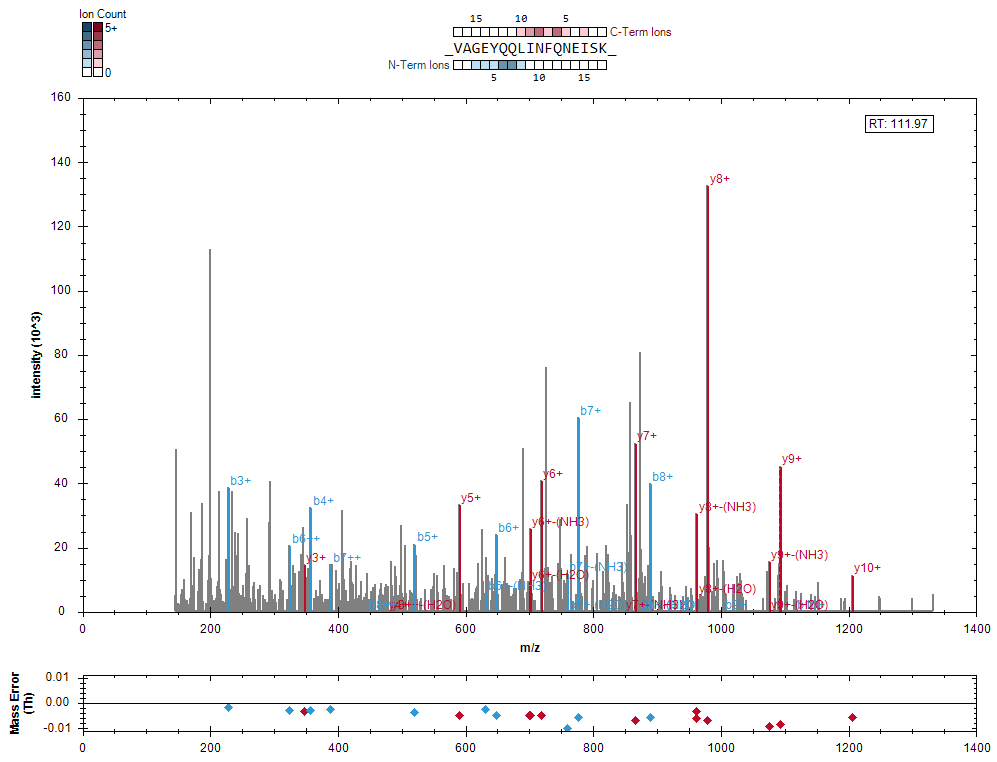 Ion Count
5+
0
15 10 5
C-Term Ions
_VAGEYQQLINFQNEISK_
N-Term Ions
5 10 15
160
140
120
100
80
60
40
20
0
intensity (10^3)
RT: 111.97
y8+
b7+
y7+
b8+
y6+
y9+
b3+
b4+
y5+
y8+-(NH3)
b6+
y6+-(NH3)
b5+
b6++
y3+
b7++
y9+-(NH3)
y10+
y6+-(H2O)
y8+-(H2O)
y9+-(H2O)
0 200 400 600 800 1000 1200 1400
m/z
Mass Error
(Th)
0.01
0.00
-0.01
0 200 400 600 800 1000 1200 1400